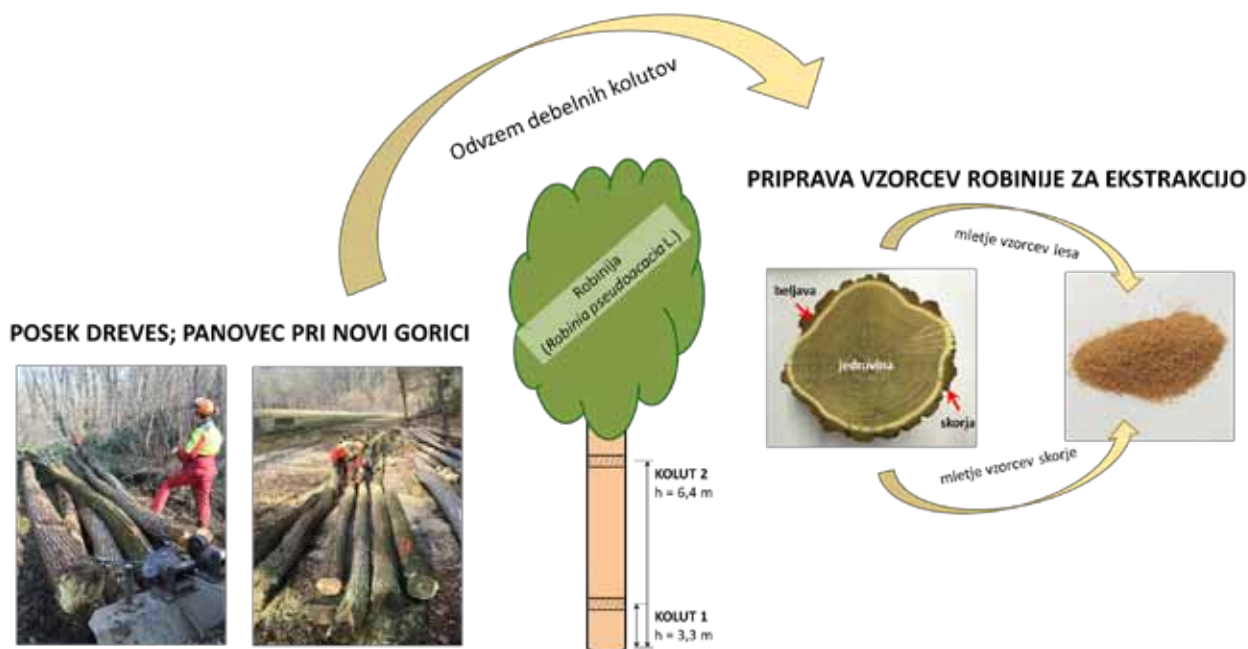 Odvzem debelnih kolutov
PRIPRAVA VZORCEV ROBINIJE ZA EKSTRAKCIJO
mletje vzorcev lesa
Robinija
(Robinia pseudoacacia L.)
beljava
jedrovina
skorja
POSEK DREVES; PANOVEC PRI NOVI GORICI
mletje vzorcev skorje
KOLUT 2
h = 6,4 m
KOLUT 1
h = 3,3 m